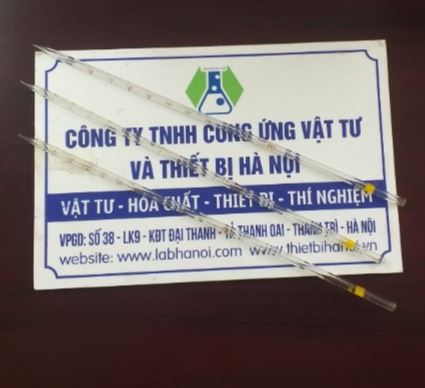 CÔNG TY TNHH CUNG ỨNG VẬT TƯ
VÀ THIẾT BỊ HÀ NỘI
VẬT TƯ - HÓA CHẤT - THIẾT BỊ - THÍ NGHIỆM
VPGD: SỐ 38 - LK9 - KĐT ĐẠI THANH - TẢ THANH OAI - THANH TRÌ - HÀ NỘI
website: www.labhanoi.com www.thietbihanoi.vn